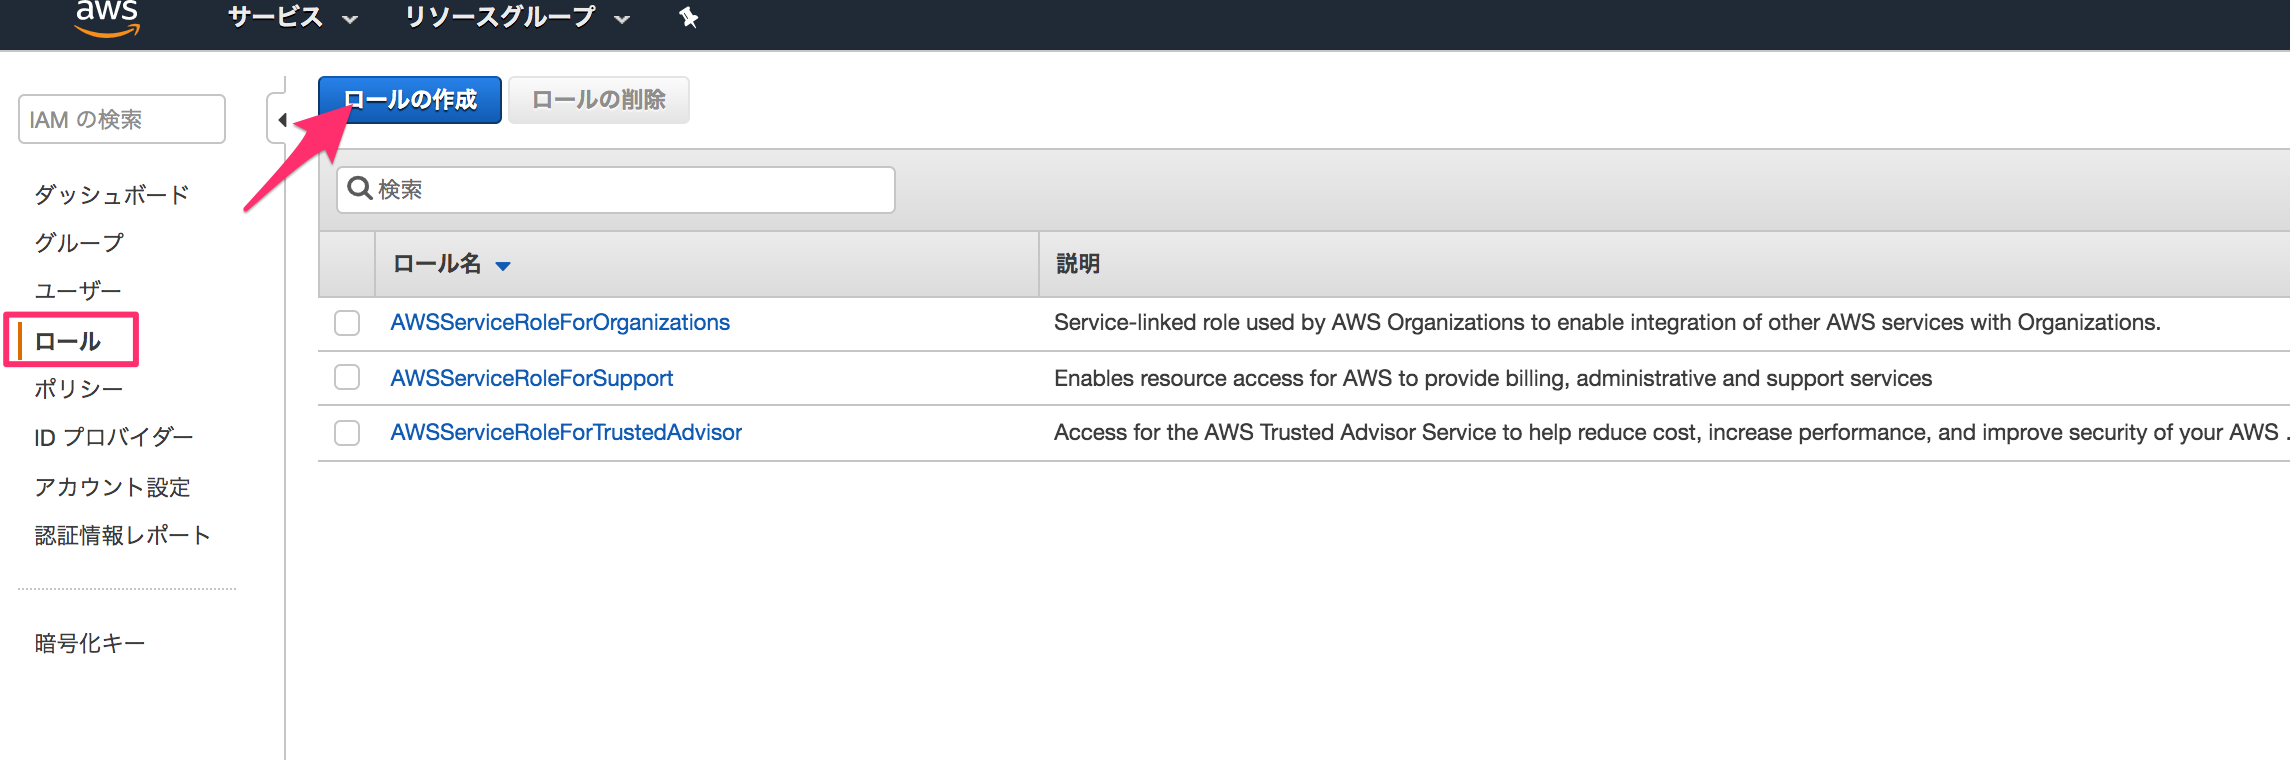 aws サービス リソースグループ
IAM の検索
ダッシュボード
グループ
ユーザー
ロール
ポリシー
ID プロバイダー
アカウント設定
認証情報レポート
暗号化キー
ロールの作成 ロールの削除
検索
ロール名 説明
AWSServiceRoleForOrganizations Service-linked role used by AWS Organizations to enable integration of other AWS services with Organizations.
AWSServiceRoleForSupport Enables resource access for AWS to provide billing, administrative and support services
AWSServiceRoleForTrustedAdvisor Access for the AWS Trusted Advisor Service to help reduce cost, increase performance, and improve security of your AWS .